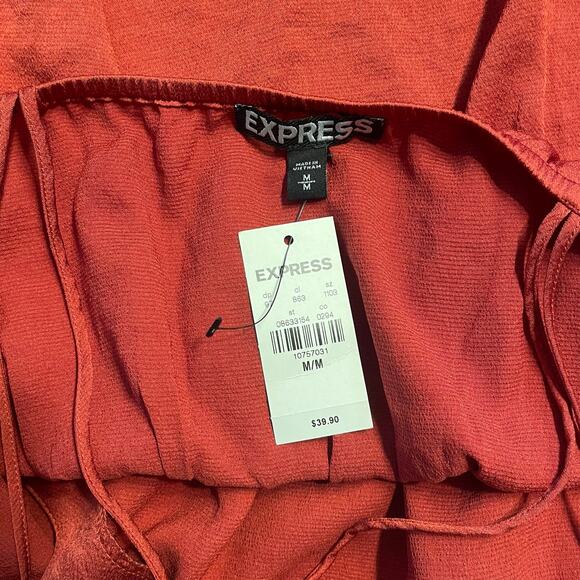 EXPRESS
MADE IN
VIETNAM
M
M
EXPRESS
dp cl sz
863 1103
st co
08633154 0294
10757031
M/M
$39.90